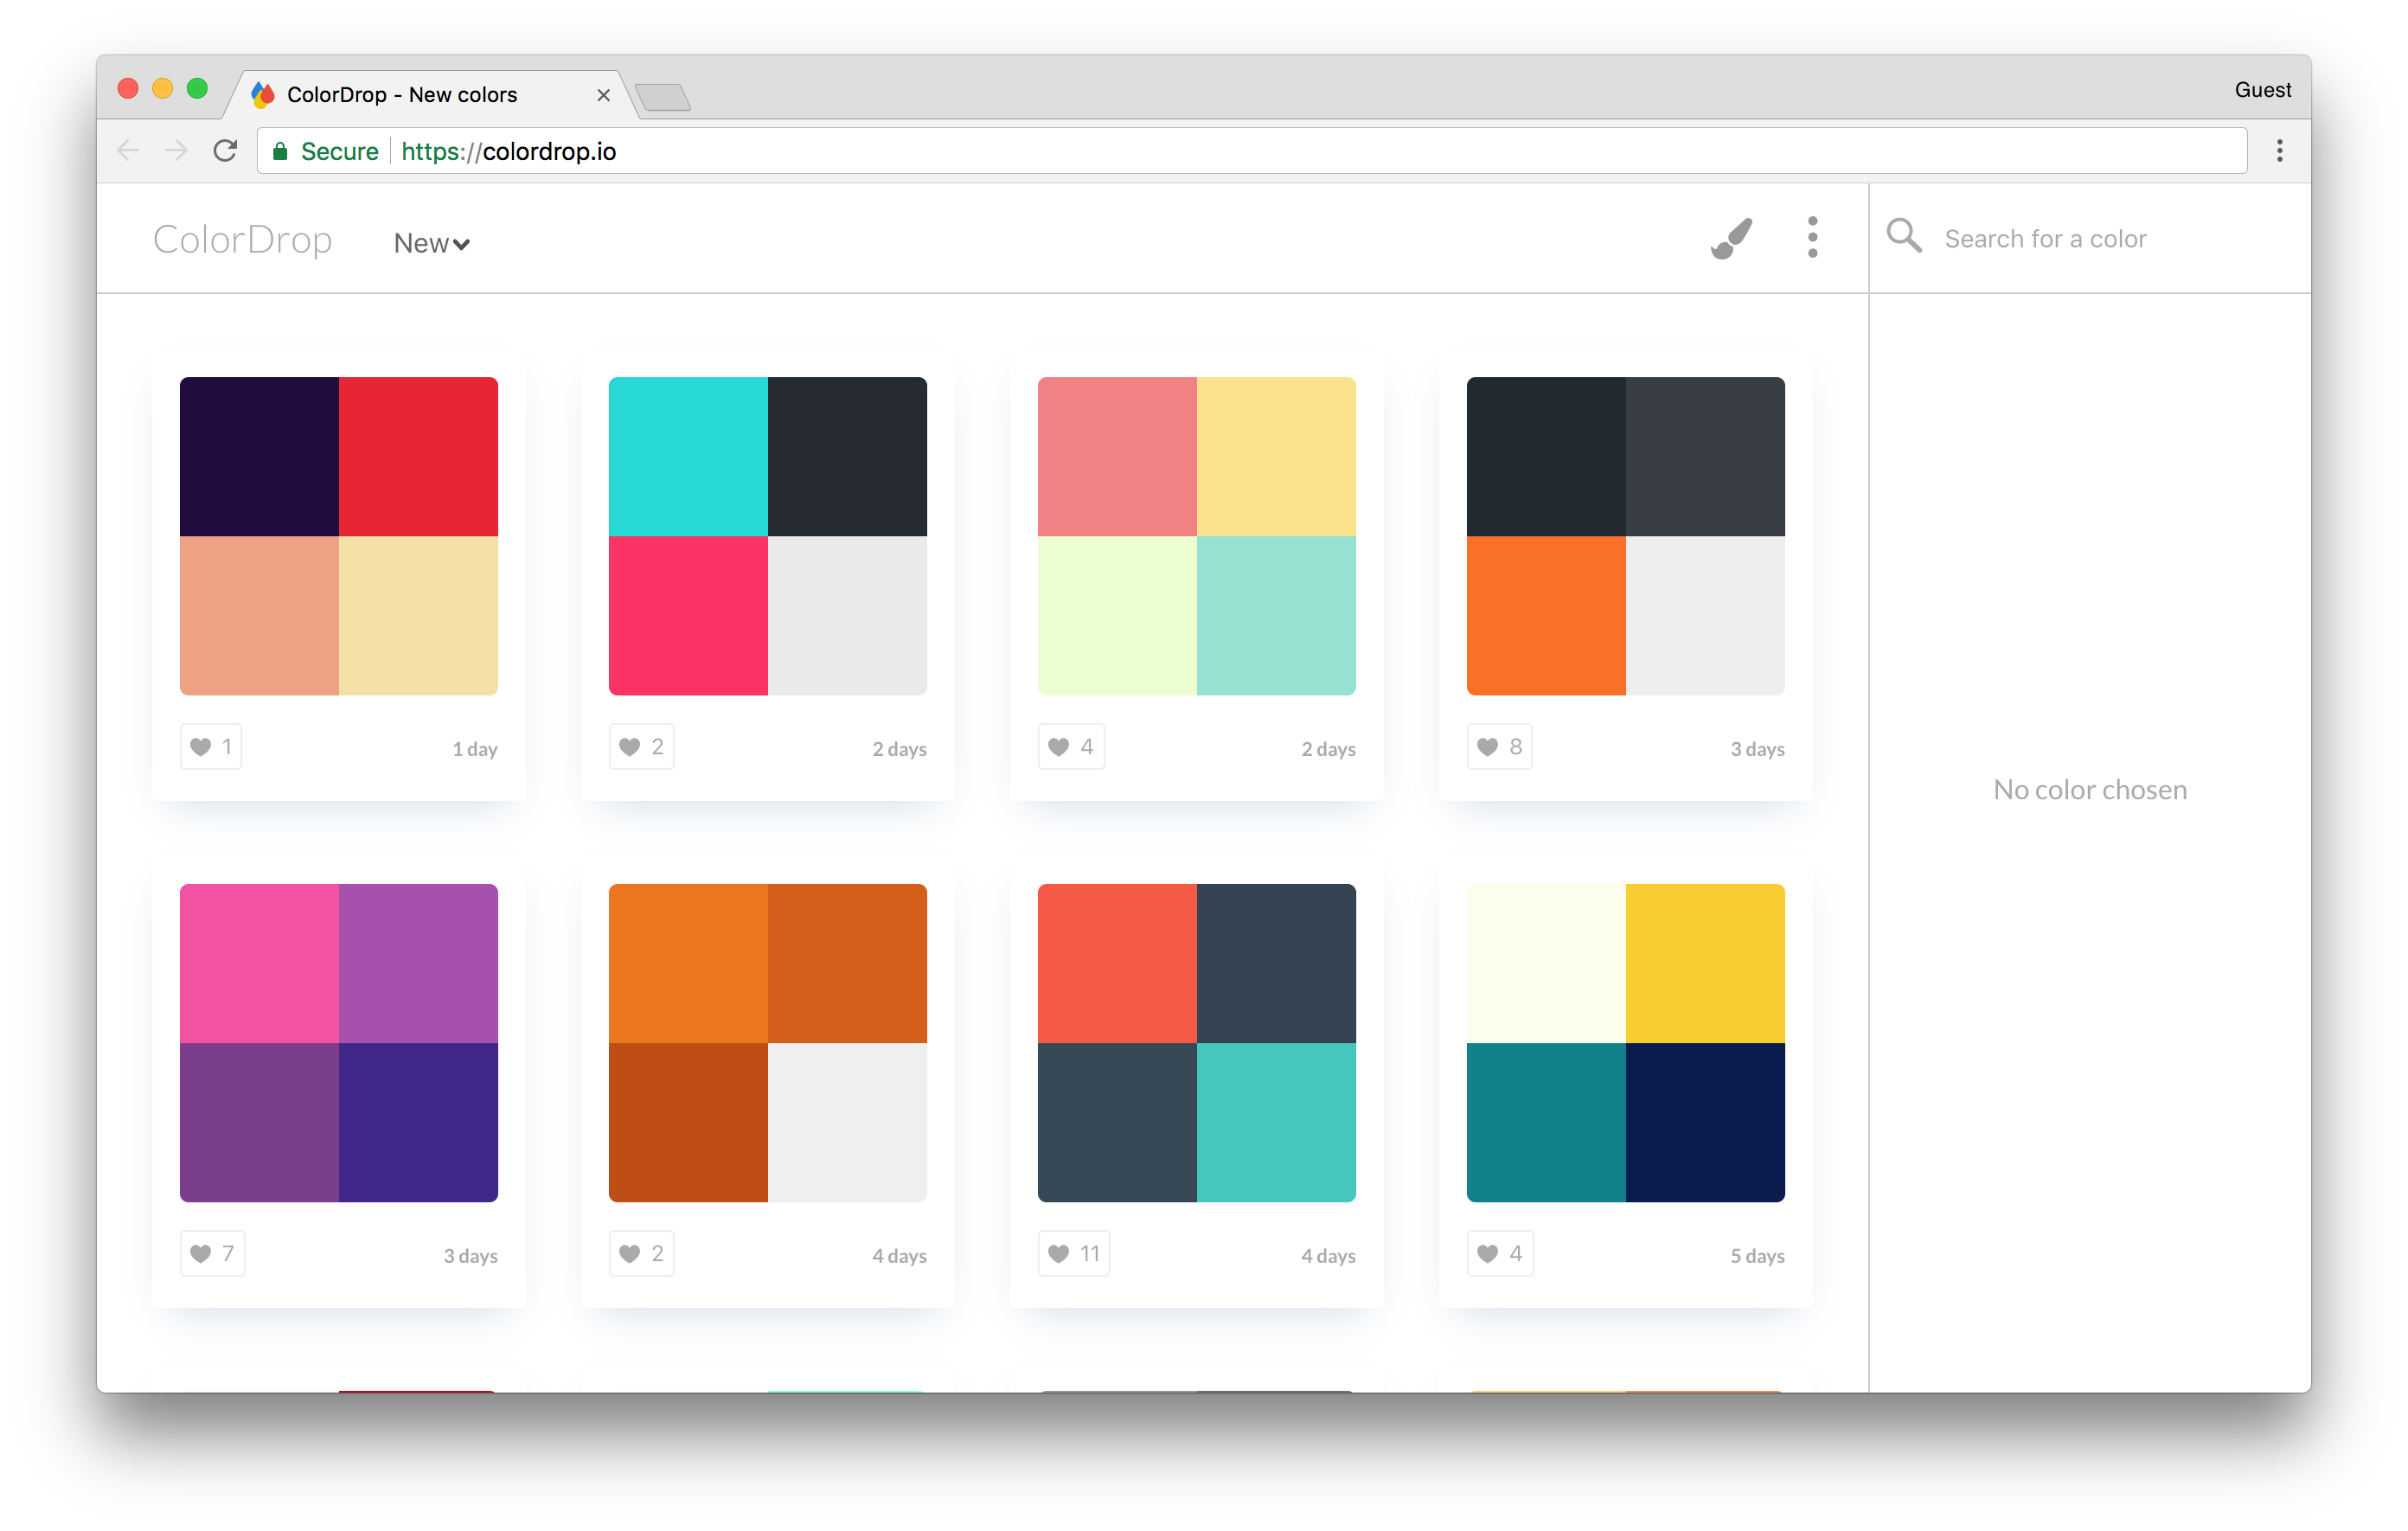 ColorDrop - New colors
Guest
Secure https://colordrop.io
ColorDrop New
Search for a color
1 1 day
2 2 days
4 2 days
8 3 days
No color chosen
7 3 days
2 4 days
11 4 days
4 5 days